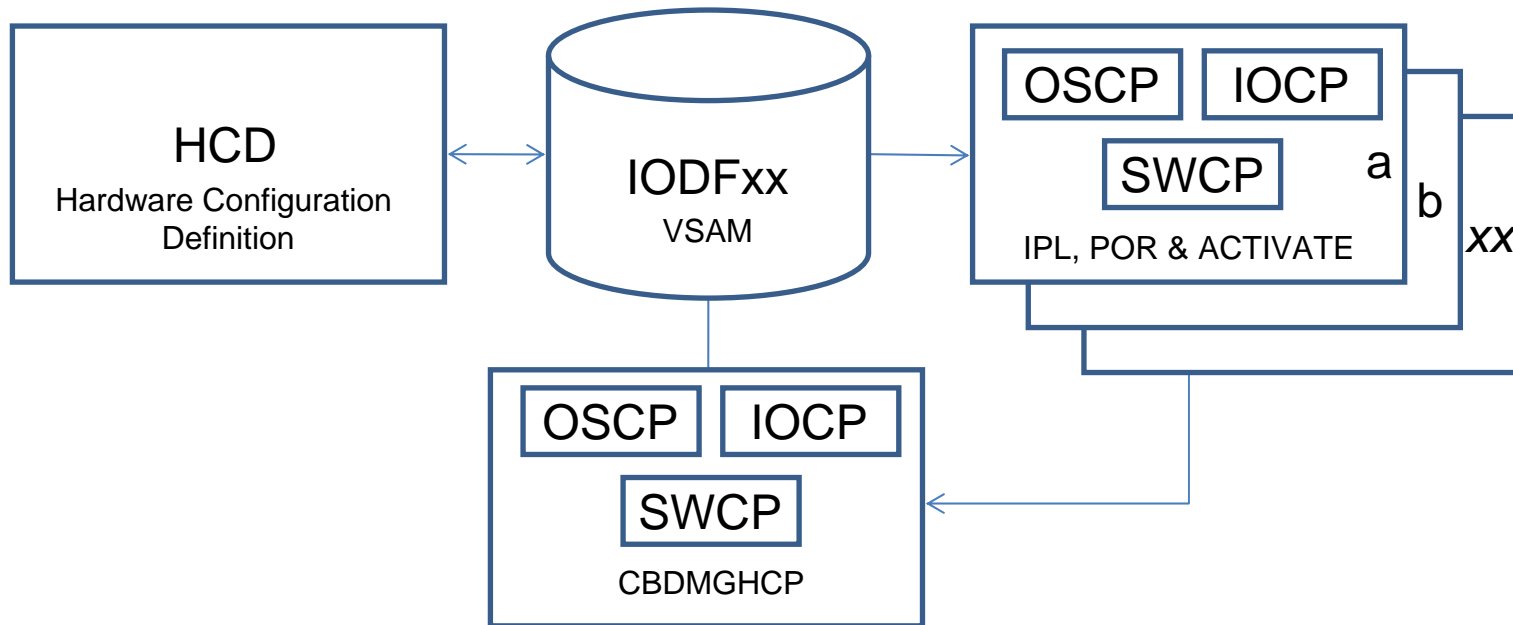 HCD
Hardware Configuration
Definition
IODFxx
VSAM
OSCP
IOCP
SWCP
a
IPL, POR & ACTIVATE
b
xx
OSCP
IOCP
SWCP
CBDMGHCP